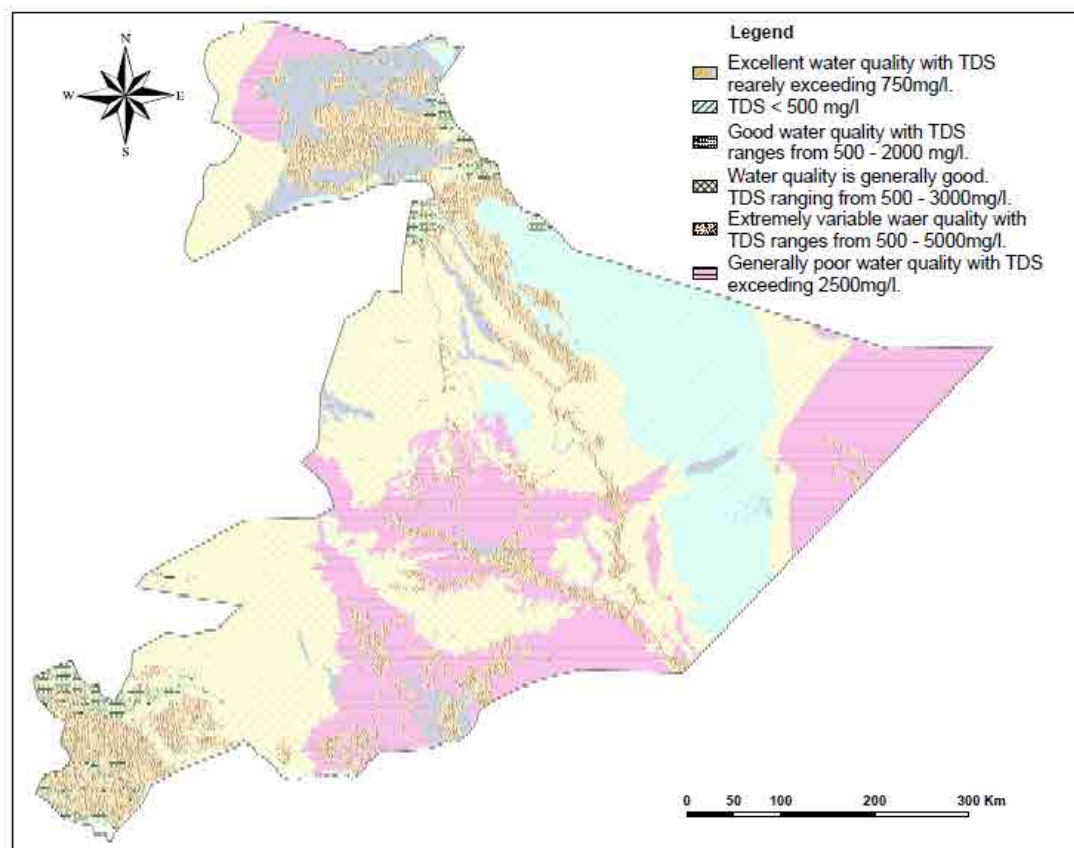 N
W E
S
Legend
Excellent water quality with TDS
rearely exceeding 750mg/l.
TDS < 500 mg/l
Good water quality with TDS
ranges from 500 - 2000 mg/l.
Water quality is generally good.
TDS ranging from 500 - 3000mg/l.
Extremely variable waer quality with
TDS ranges from 500 - 5000mg/l.
Generally poor water quality with TDS
exceeding 2500mg/l.
0 50 100 200 300 Km